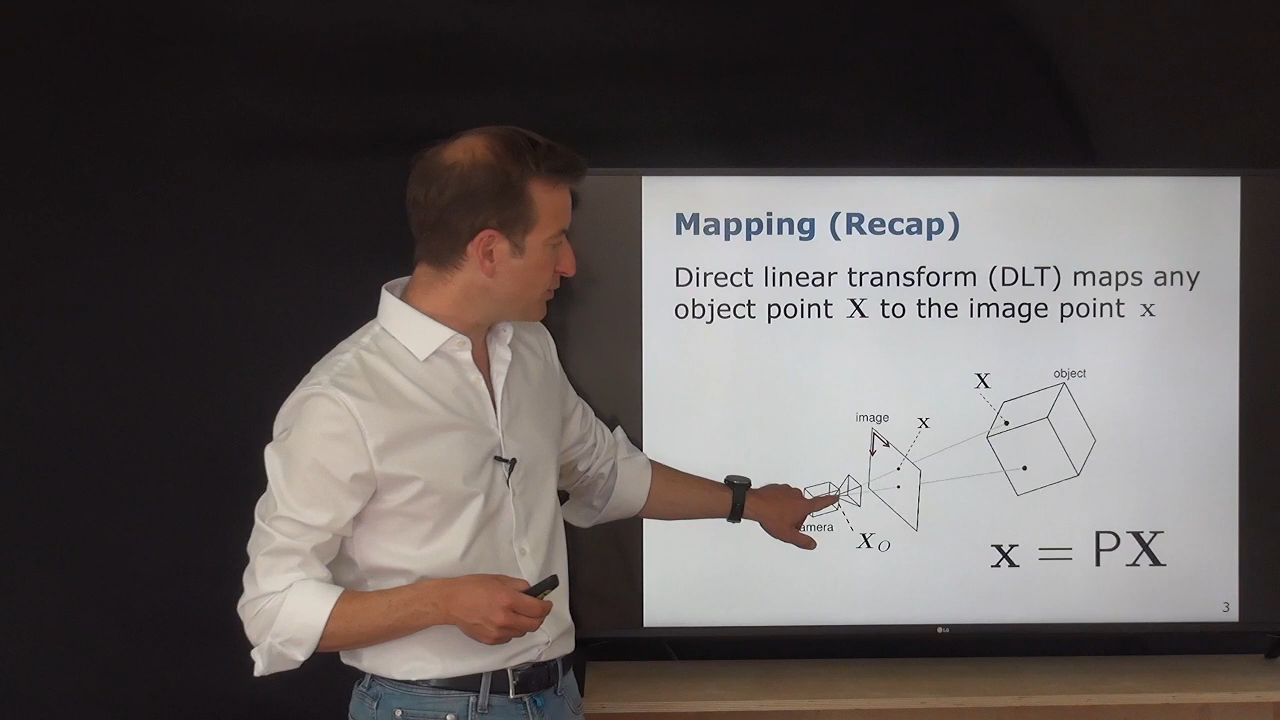 Mapping (Recap)
Direct linear transform (DLT) maps any
object point X to the image point x
X
object
image
x
amera
X_O
x = PX
3
LG